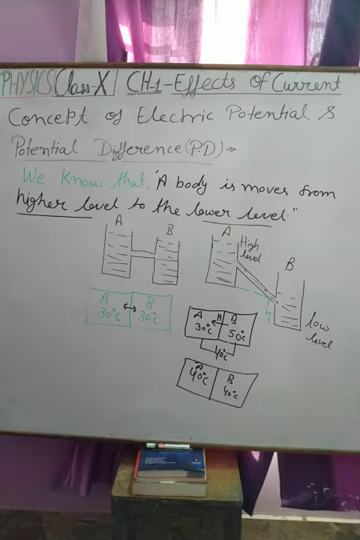 PHYSICS Class-X CH-1-Effects Of Current
Concept of Electric Potential &
Potential Difference (P.D)→
We Know that, "A body is moves from
higher level to the lower level."
A B
A High level B low level
A 30°C ↔ B 30°C
A 30°C H B 50°C
40°C
A 40°C B 40°C